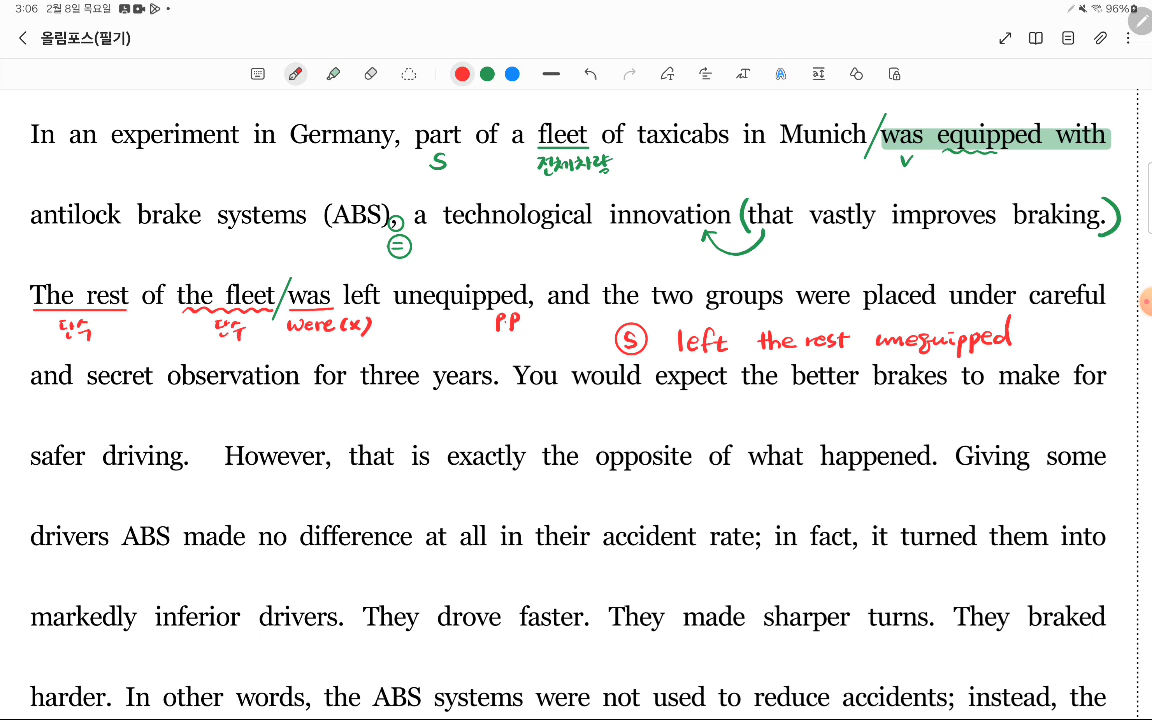 3:06 2월 8일 목요일 96%
올림포스(필기)
In an experiment in Germany, part of a fleet of taxicabs in Munich / was equipped with
S 전체차량 V
antilock brake systems (ABS), a technological innovation (that vastly improves braking.)
=
The rest of the fleet / was left unequipped, and the two groups were placed under careful
단수 단수 were (x) P.P
S left the rest unequipped
and secret observation for three years. You would expect the better brakes to make for
safer driving. However, that is exactly the opposite of what happened. Giving some
drivers ABS made no difference at all in their accident rate; in fact, it turned them into
markedly inferior drivers. They drove faster. They made sharper turns. They braked
harder. In other words, the ABS systems were not used to reduce accidents; instead, the